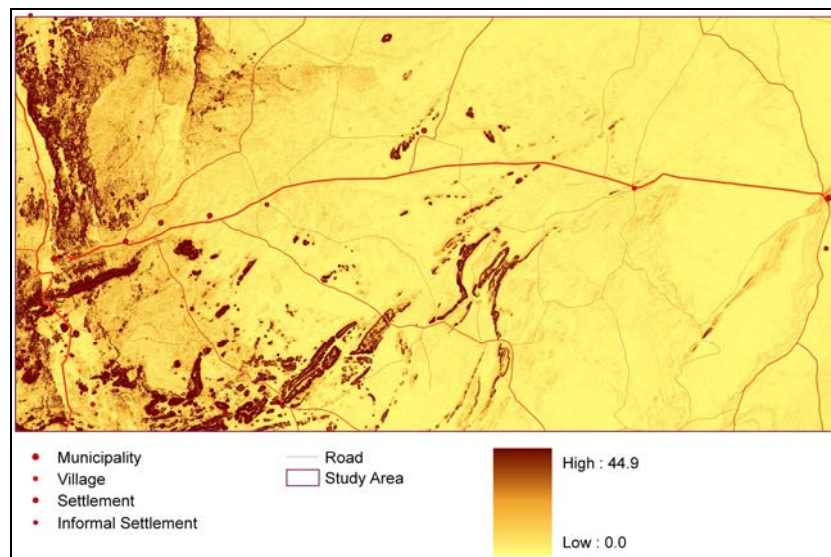 Municipality
Village
Settlement
Informal Settlement
Road
Study Area
High : 44.9
Low : 0.0